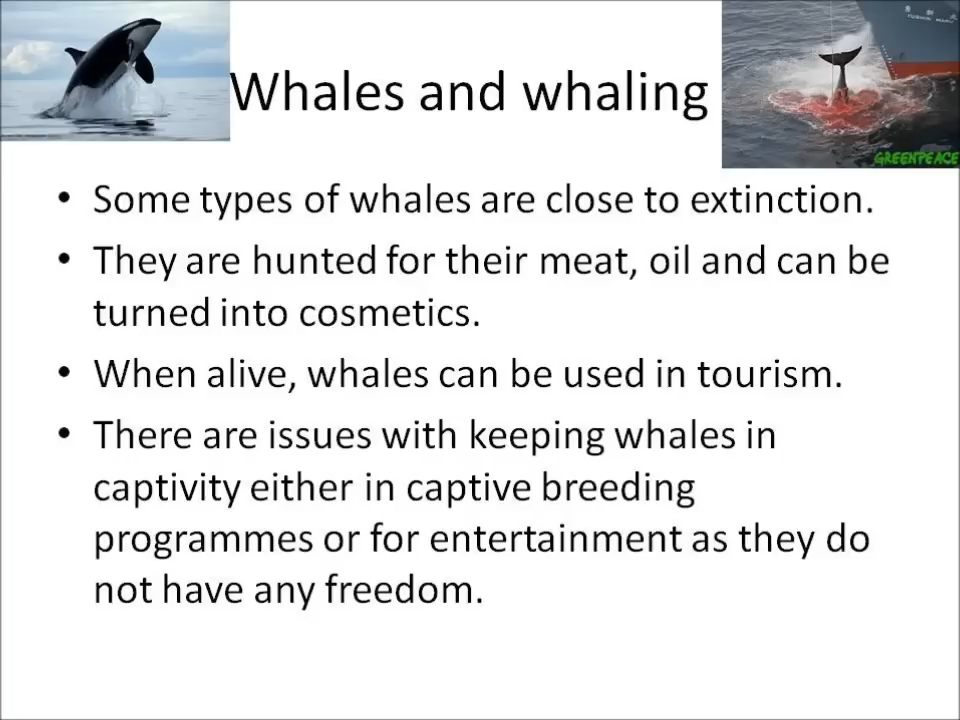 Whales and whaling
GREENPEACE
• Some types of whales are close to extinction.
• They are hunted for their meat, oil and can be
turned into cosmetics.
• When alive, whales can be used in tourism.
• There are issues with keeping whales in
captivity either in captive breeding
programmes or for entertainment as they do
not have any freedom.